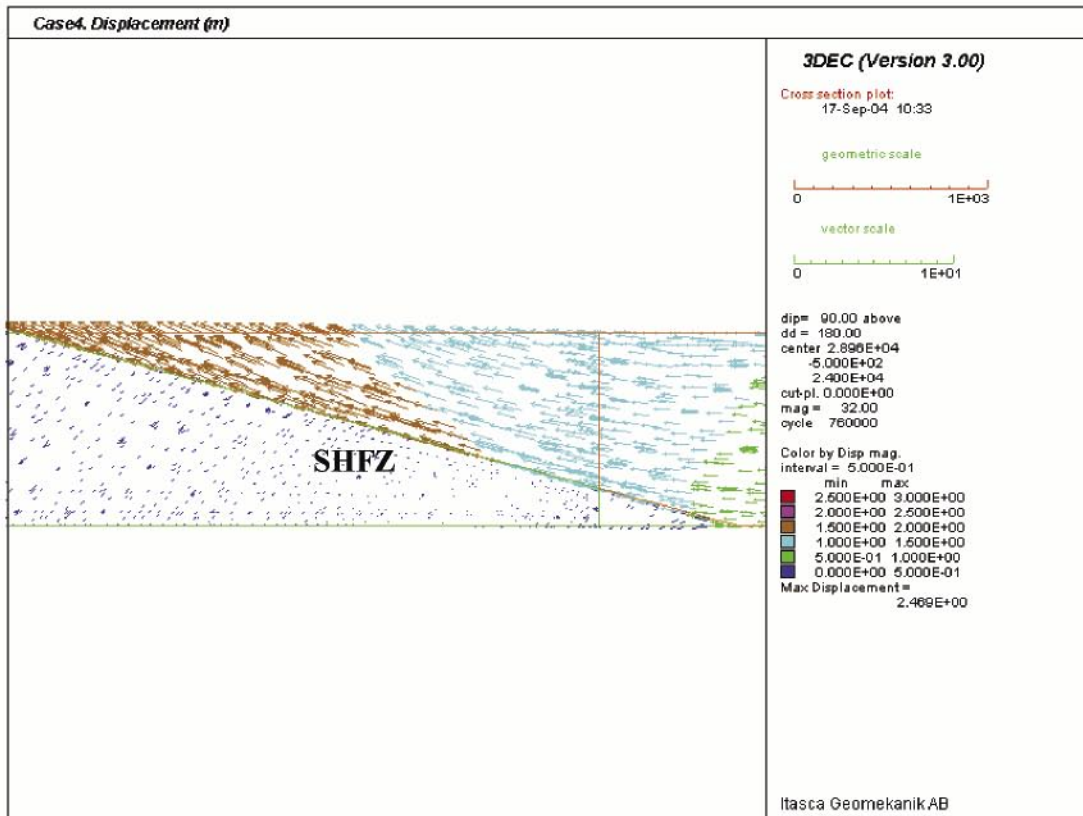 Case4. Displacement (m)
3DEC (Version 3.00)
Cross section plot:
17-Sep-04 10:33
geometric scale
0 1E+03
vector scale
0 1E+01
dip= 90.00 above
dd = 180.00
center 2.896E+04
-5.000E+02
2.400E+04
cut-pl. 0.000E+00
mag = 32.00
cycle 760000
Color by Disp mag.
interval = 5.000E-01
min max
2.500E+00 3.000E+00
2.000E+00 2.500E+00
1.500E+00 2.000E+00
1.000E+00 1.500E+00
5.000E-01 1.000E+00
0.000E+00 5.000E-01
Max Displacement =
2.469E+00
SHFZ
Itasca Geomekanik AB